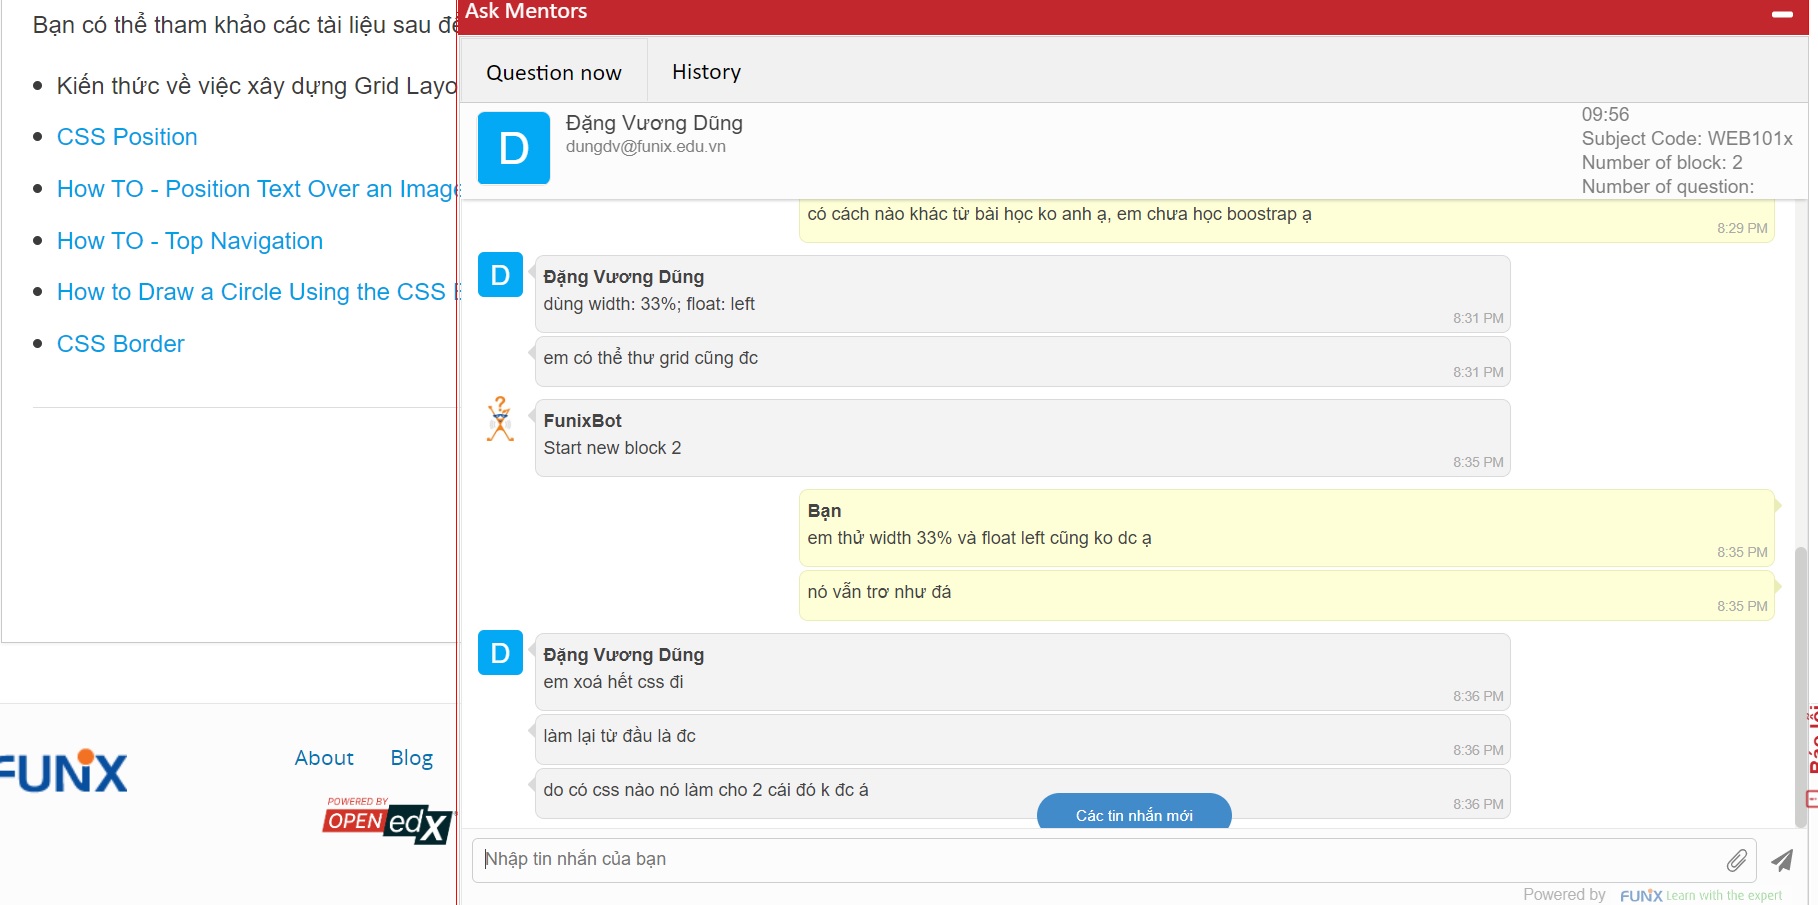 Bạn có thể tham khảo các tài liệu sau để
Kiến thức về việc xây dựng Grid Layo
CSS Position
How TO - Position Text Over an Image
How TO - Top Navigation
How to Draw a Circle Using the CSS
CSS Border
FUNiX
About
Blog
POWERED BY
OPEN edX
Ask Mentors
Question now
History
D
Đặng Vương Dũng
dungdv@funix.edu.vn
09:56
Subject Code: WEB101x
Number of block: 2
Number of question:
có cách nào khác từ bài học ko anh ạ, em chưa học boostrap ạ
8:29 PM
D
Đặng Vương Dũng
dùng width: 33%; float: left
8:31 PM
em có thể thư grid cũng đc
8:31 PM
FunixBot
Start new block 2
8:35 PM
Bạn
em thử width 33% và float left cũng ko dc ạ
8:35 PM
nó vẫn trơ như đá
8:35 PM
D
Đặng Vương Dũng
em xoá hết css đi
8:36 PM
làm lại từ đầu là đc
8:36 PM
do có css nào nó làm cho 2 cái đó k đc á
8:36 PM
Các tin nhắn mới
Nhập tin nhắn của bạn
Powered by FUNiX Learn with the expert